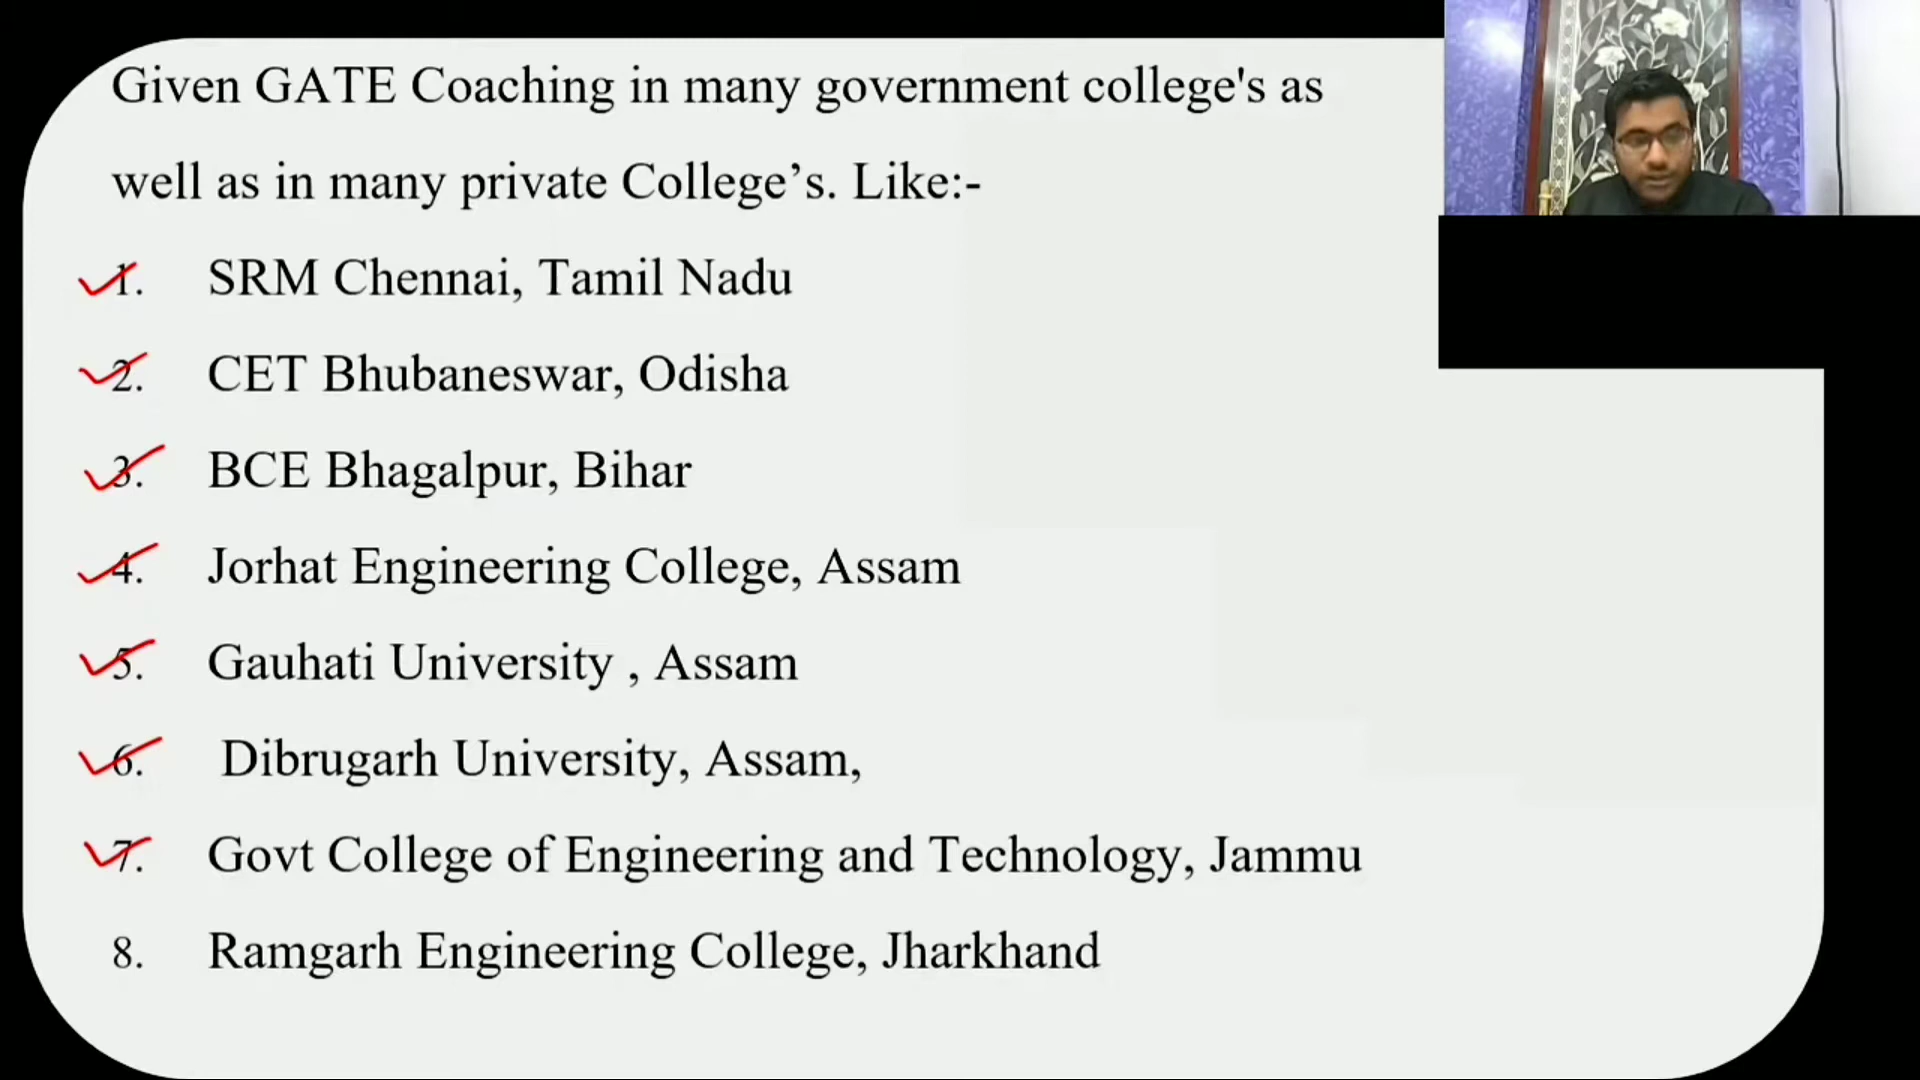 Given GATE Coaching in many government college's as
well as in many private College’s. Like:-
1. SRM Chennai, Tamil Nadu
2. CET Bhubaneswar, Odisha
3. BCE Bhagalpur, Bihar
4. Jorhat Engineering College, Assam
5. Gauhati University , Assam
6. Dibrugarh University, Assam,
7. Govt College of Engineering and Technology, Jammu
8. Ramgarh Engineering College, Jharkhand